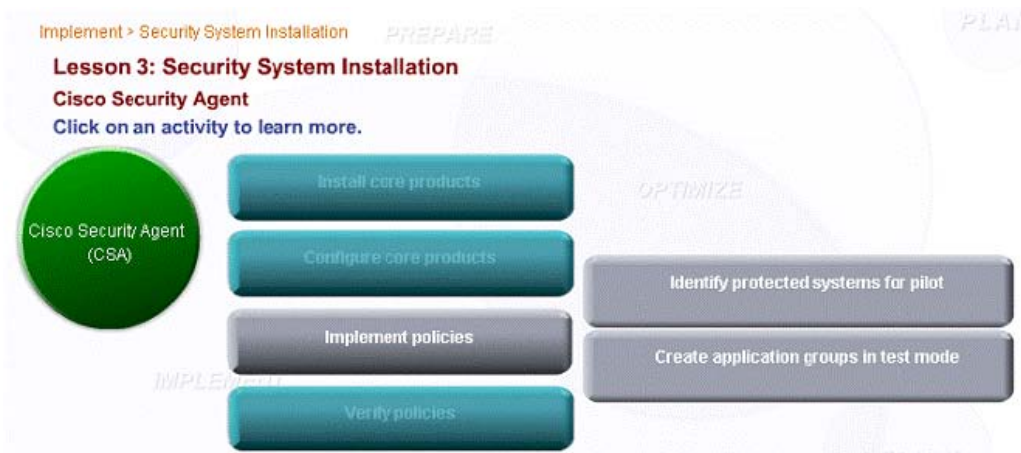 Implement > Security System Installation
PREPARE
PLAN
Lesson 3: Security System Installation
Cisco Security Agent
Click on an activity to learn more.
Cisco Security Agent
(CSA)
Install core products
OPTIMIZE
Configure core products
Identify protected systems for pilot
Implement policies
Create application groups in test mode
IMPLEMENT
Verify policies